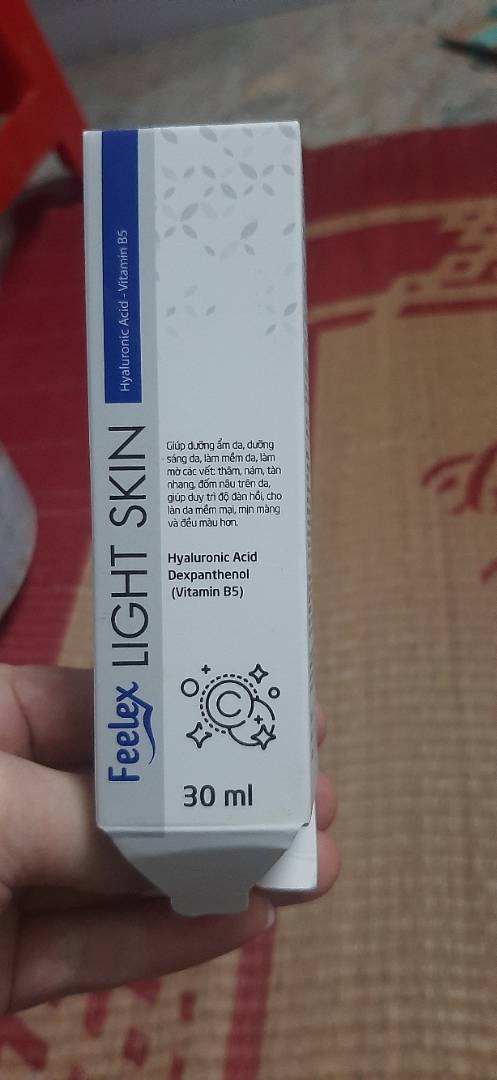 Feelex LIGHT SKIN
Hyaluronic Acid - Vitamin B5
Giúp dưỡng ẩm da, dưỡng
sáng da, làm mềm da, làm
mờ các vết: thâm, nám, tàn
nhang, đốm nâu trên da,
giúp duy trì độ đàn hồi, cho
làn da mềm mại, mịn màng
và đều màu hơn.
Hyaluronic Acid
Dexpanthenol
(Vitamin B5)
C
30 ml